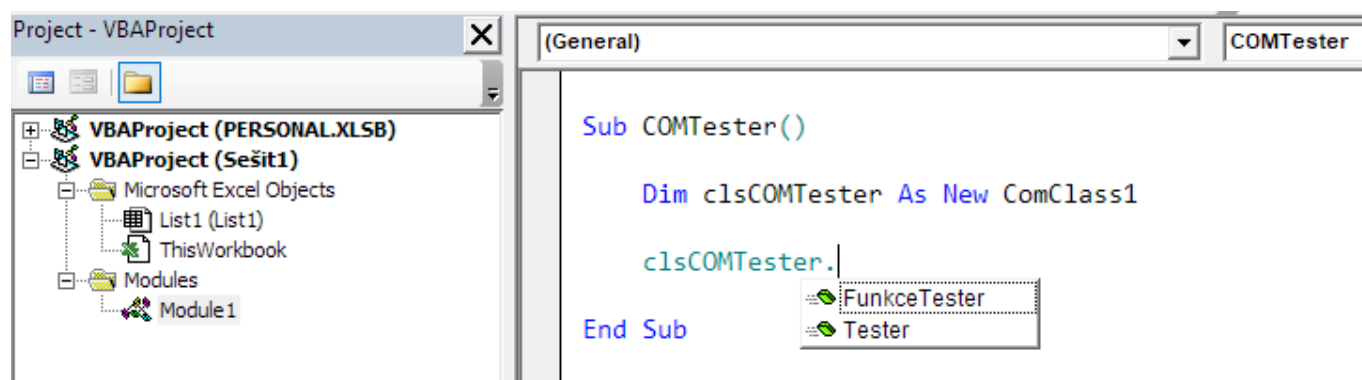 Project - VBAProject
VBAProject (PERSONAL.XLSB)
VBAProject (Sešit1)
Microsoft Excel Objects
List1 (List1)
ThisWorkbook
Modules
Module1
(General)
COMTester
Sub COMTester()
Dim clsCOMTester As New ComClass1
clsCOMTester.
FunkceTester
Tester
End Sub